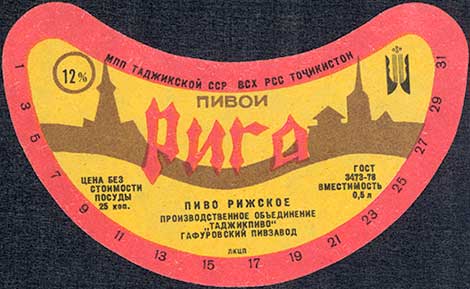 МПП ТАДЖИКСКОЙ ССР ВСХ РСС ТОҶИКИСТОН
12%
ПИВОИ
Рига
ЦЕНА БЕЗ
СТОИМОСТИ
ПОСУДЫ
25 коп.
ГОСТ
3473-78
ВМЕСТИМОСТЬ
0,5 л
ПИВО РИЖСКОЕ
ПРОИЗВОДСТВЕННОЕ ОБЪЕДИНЕНИЕ
„ТАДЖИКПИВО"
ГАФУРОВСКИЙ ПИВЗАВОД
ЛКЦП
1 3 5 7 9 11 13 15 17 19 21 23 25 27 29 31